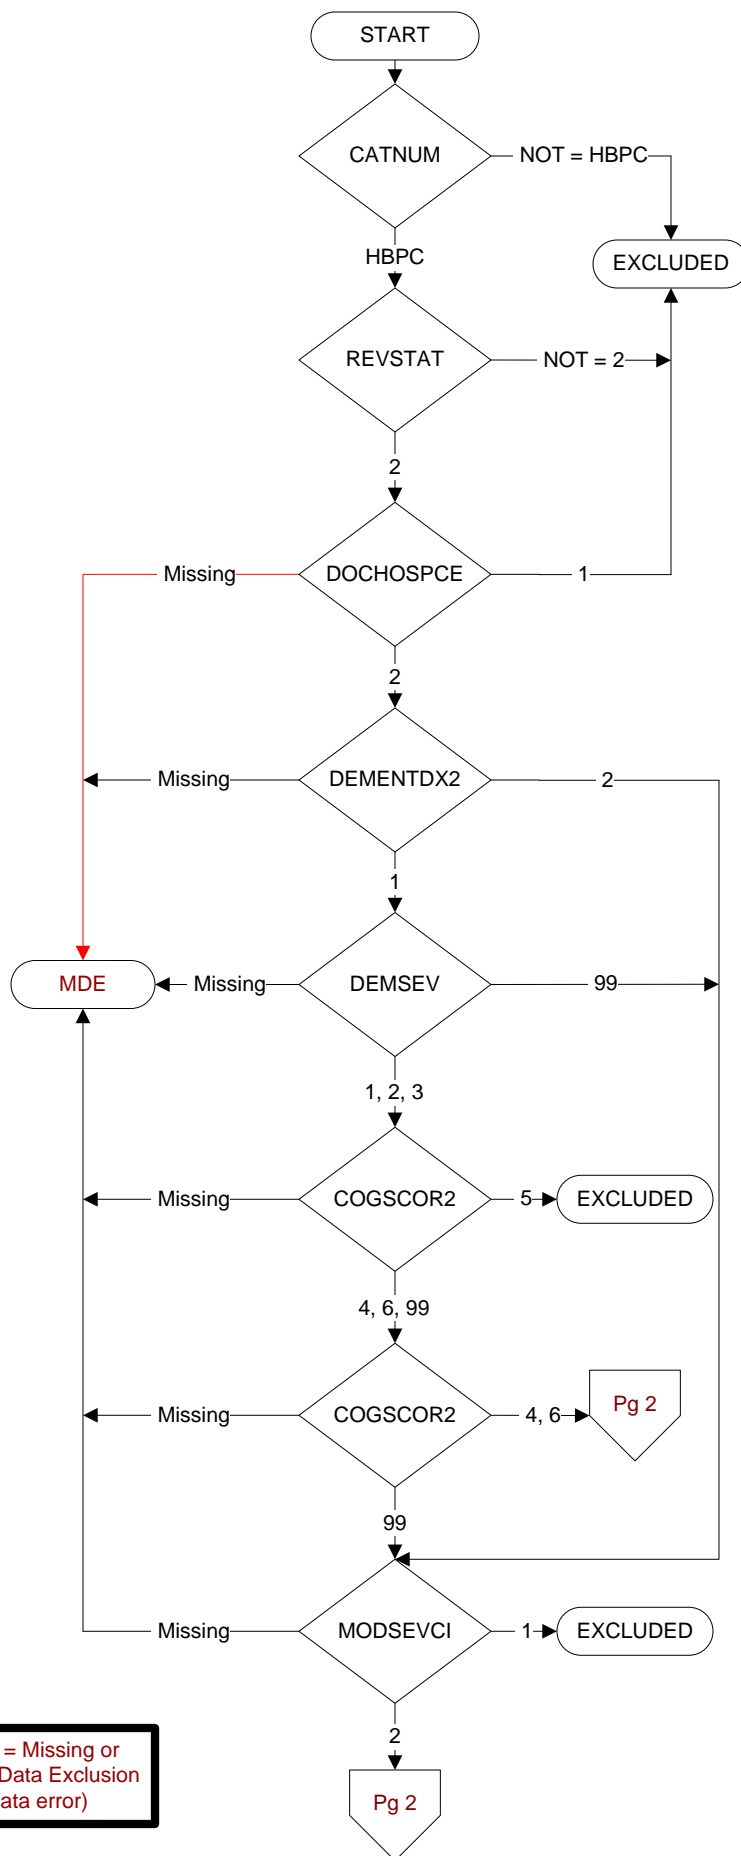 START
CATNUM
NOT = HBPC
EXCLUDED
HBPC
REVSTAT
NOT = 2
2
Missing
DOCHOSPCE
1
2
Missing
DEMENTDX2
2
1
MDE
Missing
DEMSEV
99
1, 2, 3
Missing
COGSCOR2
5
EXCLUDED
4, 6, 99
Missing
COGSCOR2
4, 6
Pg 2
99
Missing
MODSEVCI
1
EXCLUDED
2
= Missing or
Data Exclusion
ata error)
Pg 2